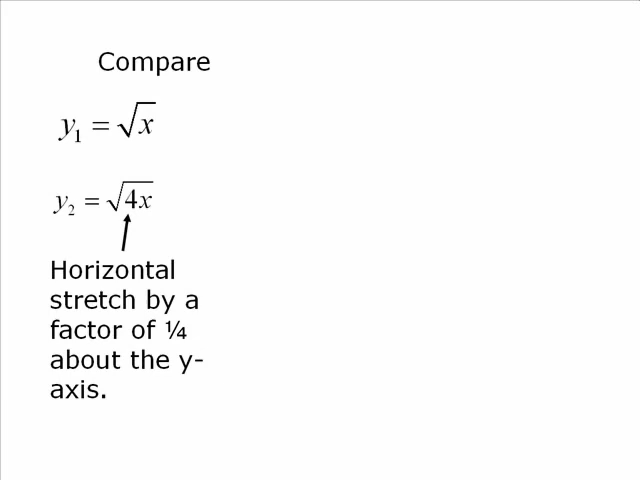 Compare
y₁ = √x
y₂ = √4x
Horizontal
stretch by a
factor of ¼
about the y-
axis.